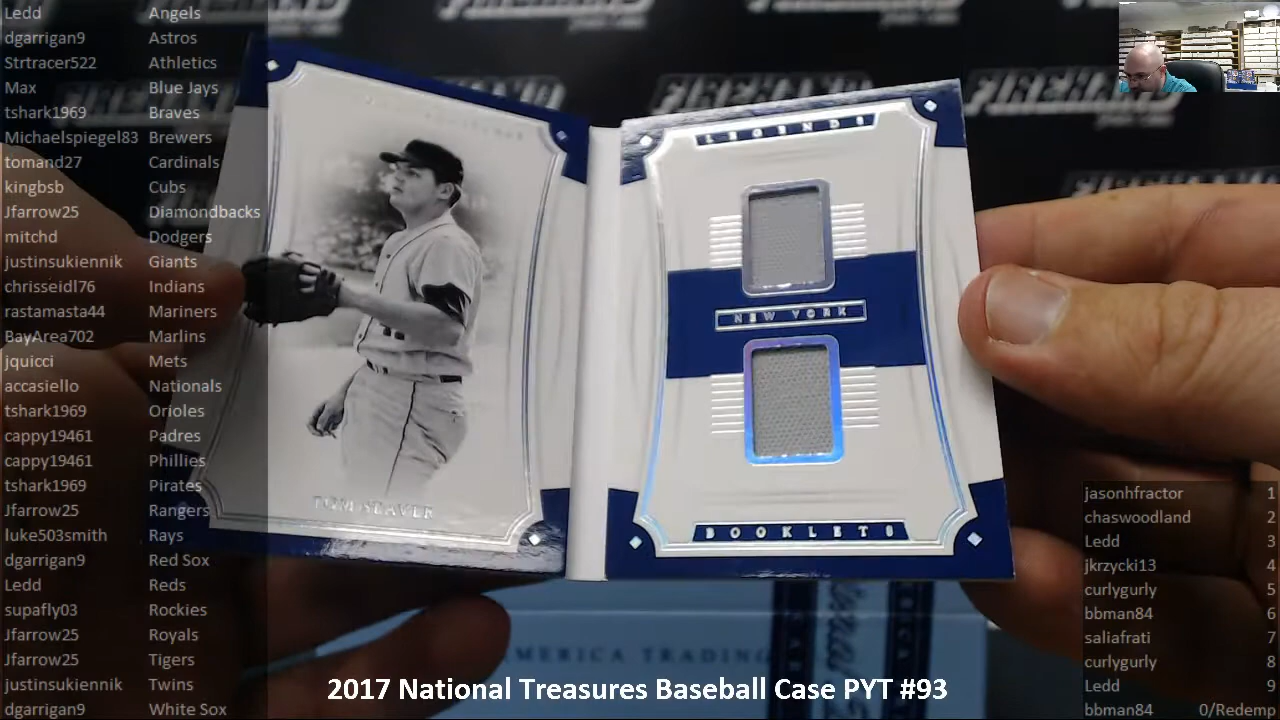 Ledd Angels
dgarrigan9 Astros
Strtracer522 Athletics
Max Blue Jays
tshark1969 Braves
Michaelspiegel83 Brewers
tomand27 Cardinals
kingbsb Cubs
Jfarrow25 Diamondbacks
mitchd Dodgers
justinsukiennik Giants
chrisseidl76 Indians
rastamasta44 Mariners
BayArea702 Marlins
jquicci Mets
accasiello Nationals
tshark1969 Orioles
cappy19461 Padres
cappy19461 Phillies
tshark1969 Pirates
Jfarrow25 Rangers
luke503smith Rays
dgarrigan9 Red Sox
Ledd Reds
supafly03 Rockies
Jfarrow25 Royals
Jfarrow25 Tigers
justinsukiennik Twins
dgarrigan9 White Sox
TOM SEAVER
LEGENDS
NEW YORK
BOOKLETS
AMERICA TRADING
jasonhfractor 1
chaswoodland 2
Ledd 3
jkrzycki13 4
curlygurly 5
bbman84 6
saliafrati 7
curlygurly 8
Ledd 9
bbman84 0/Redemp
2017 National Treasures Baseball Case PYT #93